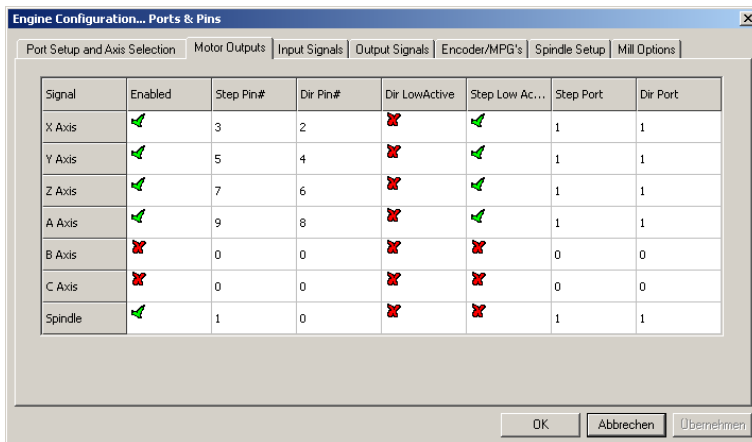 Engine Configuration... Ports & Pins
Port Setup and Axis Selection Motor Outputs Input Signals Output Signals Encoder/MPG's Spindle Setup Mill Options
Signal Enabled Step Pin# Dir Pin# Dir LowActive Step Low Ac... Step Port Dir Port
X Axis 3 2 1 1
Y Axis 5 4 1 1
Z Axis 7 6 1 1
A Axis 9 8 1 1
B Axis 0 0 0 0
C Axis 0 0 0 0
Spindle 1 0 1 1
OK Abbrechen Übernehmen